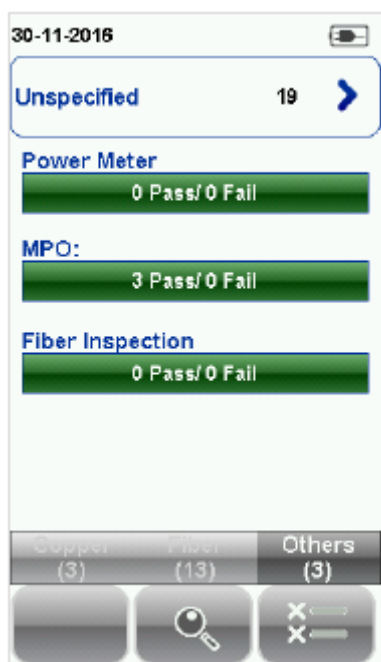 30-11-2016
Unspecified 19
Power Meter
0 Pass/ 0 Fail
MPO:
3 Pass/ 0 Fail
Fiber Inspection
0 Pass/ 0 Fail
Copper Fiber Others
(3) (13) (3)